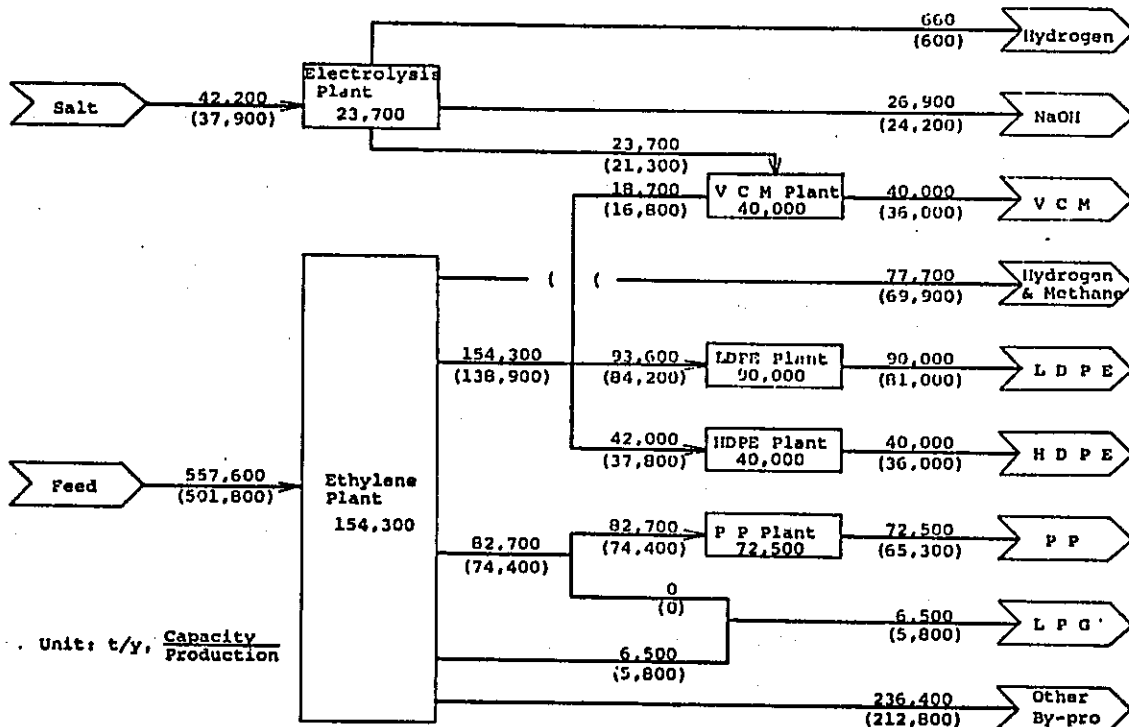 660
(600)
Hydrogen
Electrolysis
Plant
23,700
Salt
42,200
(37,900)
26,900
(24,200)
NaOH
23,700
(21,300)
18,700
(16,800)
V C M Plant
40,000
40,000
(36,000)
V C M
77,700
(69,900)
Hydrogen
& Methane
154,300
(138,900)
93,600
(84,200)
LDPE Plant
90,000
90,000
(81,000)
L D P E
42,000
(37,800)
HDPE Plant
40,000
40,000
(36,000)
H D P E
Feed
557,600
(501,800)
Ethylene
Plant
154,300
82,700
(74,400)
82,700
(74,400)
P P Plant
72,500
72,500
(65,300)
P P
0
(0)
6,500
(5,800)
L P G
6,500
(5,800)
Unit: t/y, Capacity
Production
236,400
(212,800)
Other
By-pro